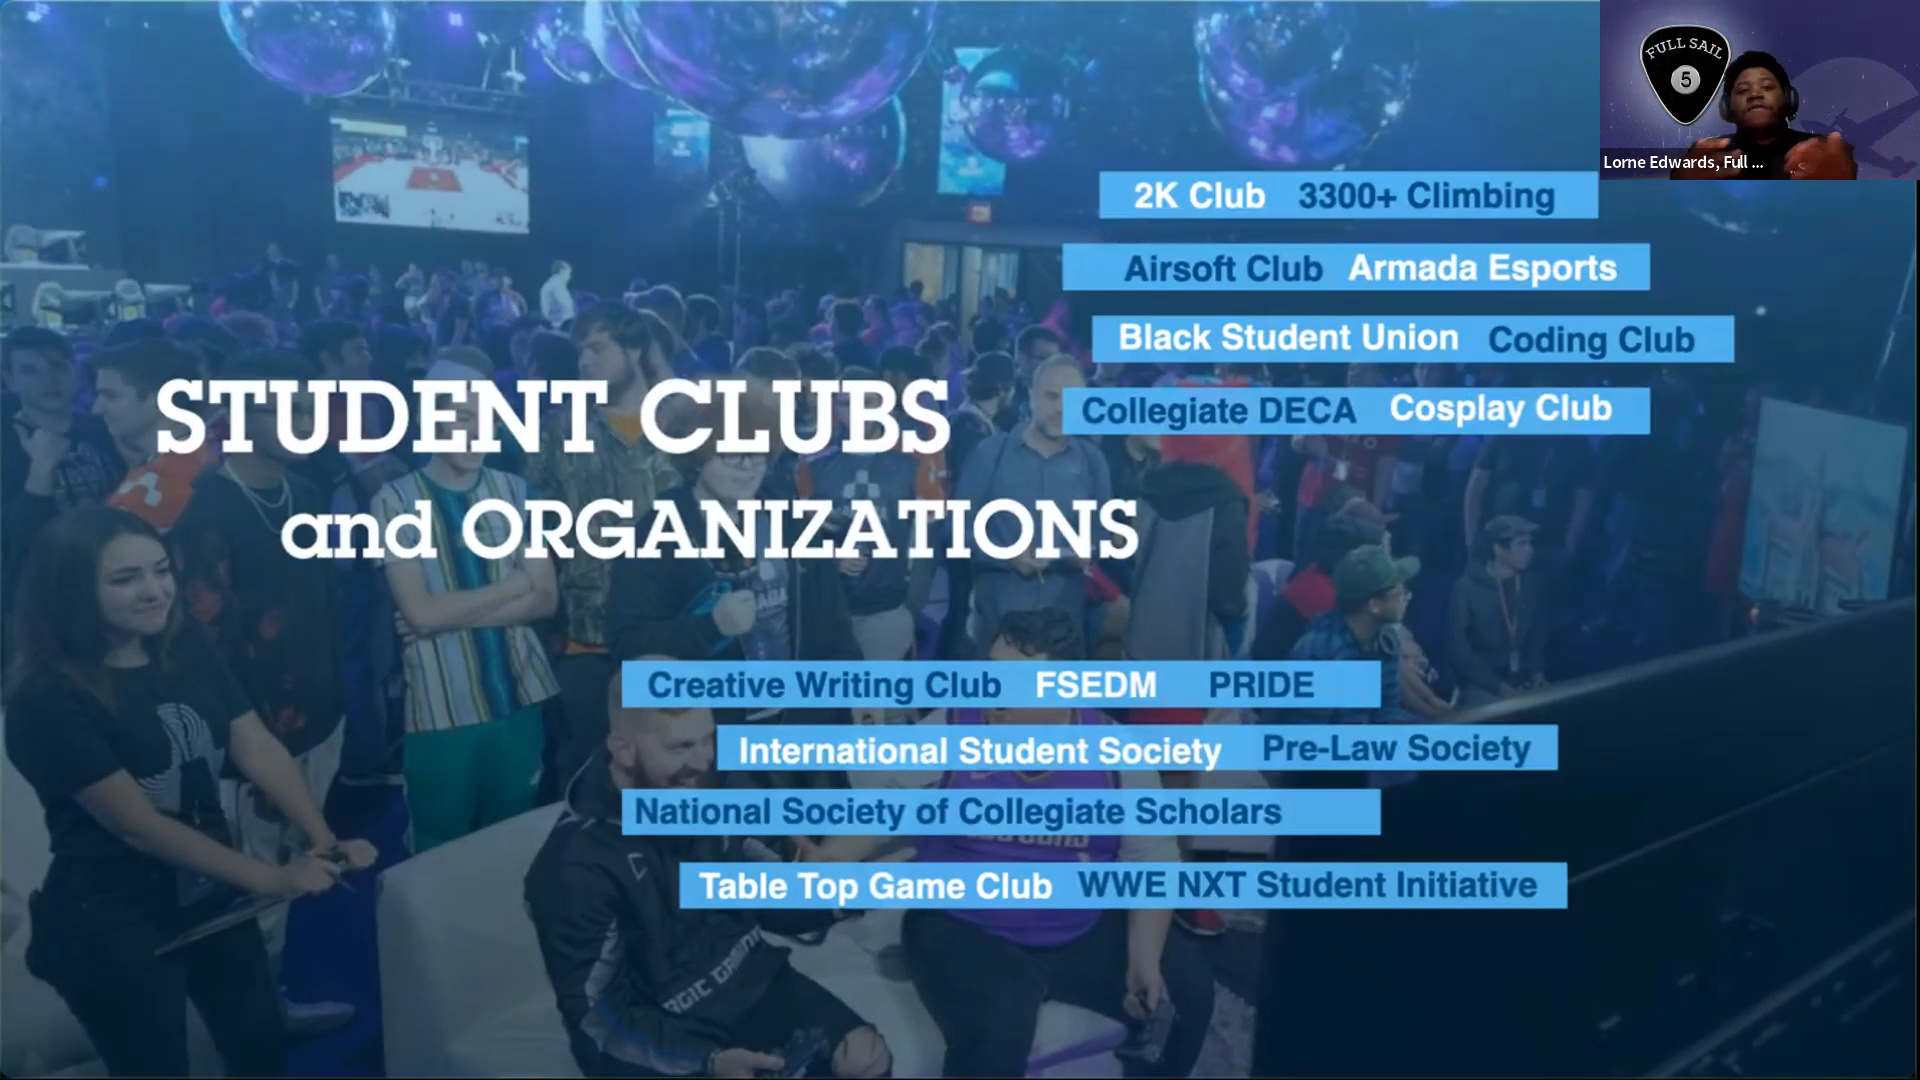 FULL SAIL
5
Lorne Edwards, Full ...
2K Club 3300+ Climbing
Airsoft Club Armada Esports
Black Student Union Coding Club
Collegiate DECA Cosplay Club
STUDENT CLUBS
and ORGANIZATIONS
Creative Writing Club FSEDM PRIDE
International Student Society Pre-Law Society
National Society of Collegiate Scholars
Table Top Game Club WWE NXT Student Initiative